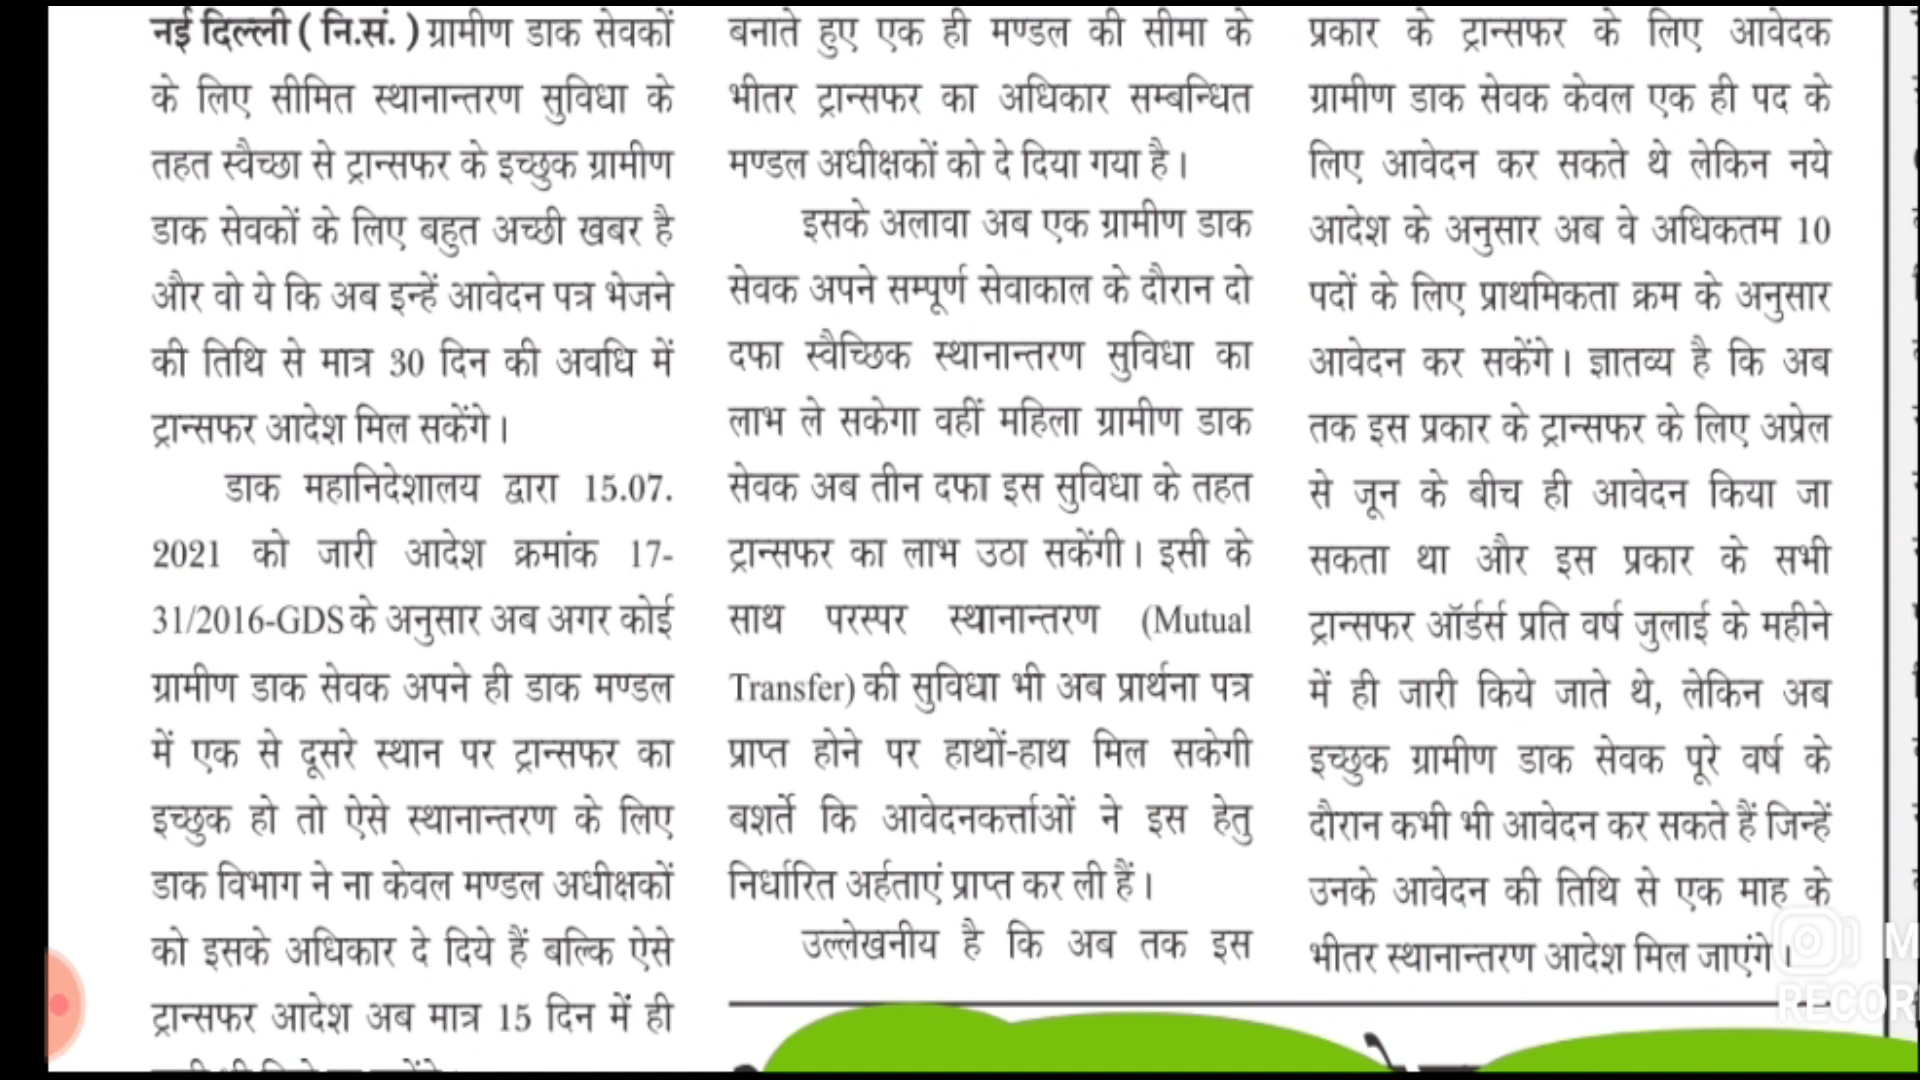 नई दिल्ली ( नि.सं. ) ग्रामीण डाक सेवकों
के लिए सीमित स्थानान्तरण सुविधा के
तहत स्वैच्छा से ट्रान्सफर के इच्छुक ग्रामीण
डाक सेवकों के लिए बहुत अच्छी खबर है
और वो ये कि अब इन्हें आवेदन पत्र भेजने
की तिथि से मात्र 30 दिन की अवधि में
ट्रान्सफर आदेश मिल सकेंगे।
डाक महानिदेशालय द्वारा 15.07.
2021 को जारी आदेश क्रमांक 17-
31/2016-GDS के अनुसार अब अगर कोई
ग्रामीण डाक सेवक अपने ही डाक मण्डल
में एक से दूसरे स्थान पर ट्रान्सफर का
इच्छुक हो तो ऐसे स्थानान्तरण के लिए
डाक विभाग ने ना केवल मण्डल अधीक्षकों
को इसके अधिकार दे दिये हैं बल्कि ऐसे
ट्रान्सफर आदेश अब मात्र 15 दिन में ही
बनाते हुए एक ही मण्डल की सीमा के
भीतर ट्रान्सफर का अधिकार सम्बन्धित
मण्डल अधीक्षकों को दे दिया गया है।
इसके अलावा अब एक ग्रामीण डाक
सेवक अपने सम्पूर्ण सेवाकाल के दौरान दो
दफा स्वैच्छिक स्थानान्तरण सुविधा का
लाभ ले सकेगा वहीं महिला ग्रामीण डाक
सेवक अब तीन दफा इस सुविधा के तहत
ट्रान्सफर का लाभ उठा सकेंगी। इसी के
साथ परस्पर स्थानान्तरण (Mutual
Transfer) की सुविधा भी अब प्रार्थना पत्र
प्राप्त होने पर हाथों-हाथ मिल सकेगी
बशर्ते कि आवेदनकर्त्ताओं ने इस हेतु
निर्धारित अर्हताएं प्राप्त कर ली हैं।
उल्लेखनीय है कि अब तक इस
प्रकार के ट्रान्सफर के लिए आवेदक
ग्रामीण डाक सेवक केवल एक ही पद के
लिए आवेदन कर सकते थे लेकिन नये
आदेश के अनुसार अब वे अधिकतम 10
पदों के लिए प्राथमिकता क्रम के अनुसार
आवेदन कर सकेंगे। ज्ञातव्य है कि अब
तक इस प्रकार के ट्रान्सफर के लिए अप्रेल
से जून के बीच ही आवेदन किया जा
सकता था और इस प्रकार के सभी
ट्रान्सफर ऑर्डर्स प्रति वर्ष जुलाई के महीने
में ही जारी किये जाते थे, लेकिन अब
इच्छुक ग्रामीण डाक सेवक पूरे वर्ष के
दौरान कभी भी आवेदन कर सकते हैं जिन्हें
उनके आवेदन की तिथि से एक माह के
भीतर स्थानान्तरण आदेश मिल जाएंगे।